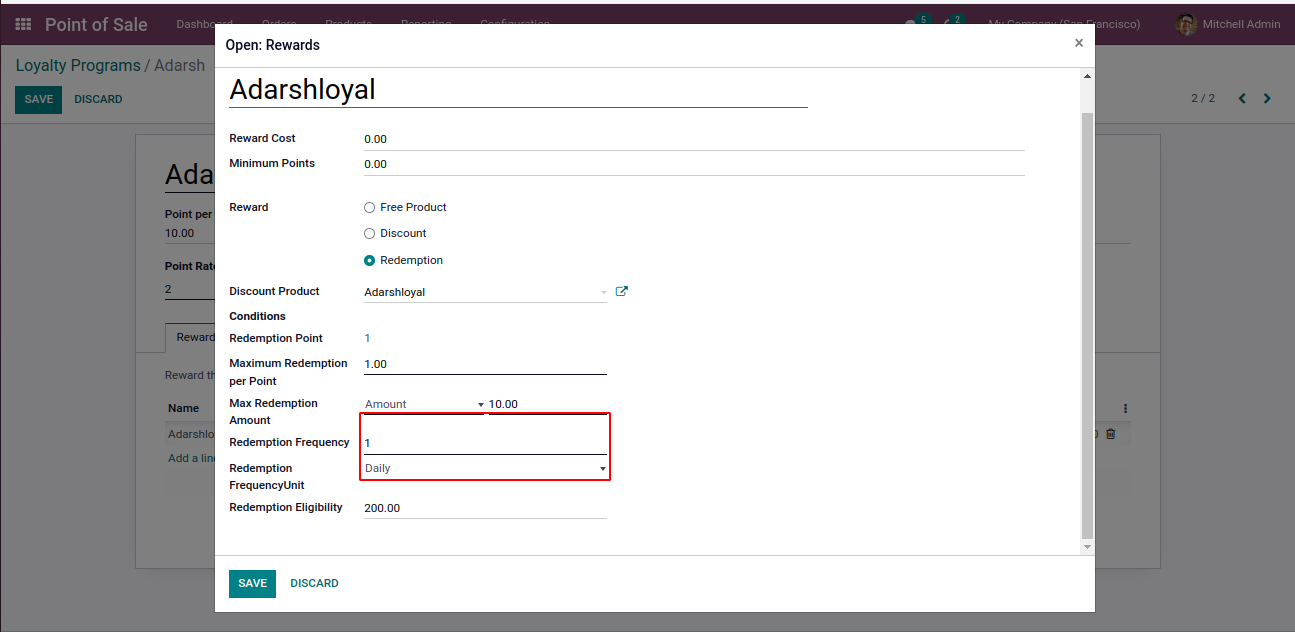 Point of Sale Dashboard Orders Products Reporting Configuration 5 2 My Company (San Francisco) Mitchell Admin
Open: Rewards ×
Loyalty Programs / Adarsh
SAVE DISCARD 2 / 2
Adarshloyal
Ada
Reward Cost 0.00
Minimum Points 0.00
Point per
10.00
Reward Free Product
Discount
Redemption
Point Rate
2
Discount Product Adarshloyal
Conditions
Redemption Point 1
Reward
Maximum Redemption per Point 1.00
Reward th
Max Redemption Amount Amount 10.00
Name
Redemption Frequency 1
Adarshlo
Add a line
Redemption FrequencyUnit Daily
Redemption Eligibility 200.00
SAVE DISCARD